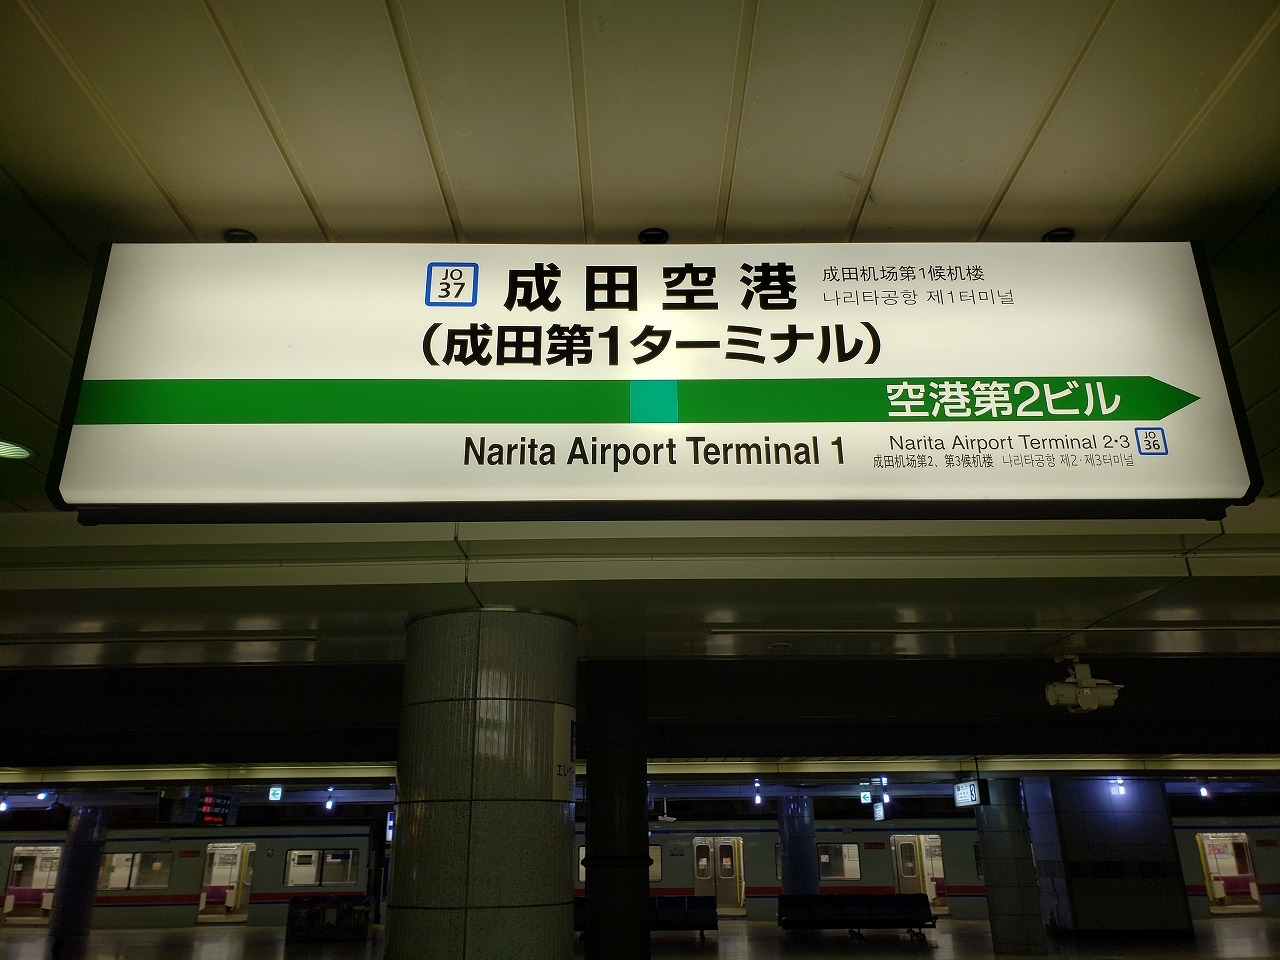 JO
37
成田空港
成田机场第1候机楼
나리타공항 제1터미널
（成田第1ターミナル）
空港第2ビル
Narita Airport Terminal 1
Narita Airport Terminal 2・3
JO
36
成田机场第2、第3候机楼 나리타공항 제2·제3터미널
エレ
3